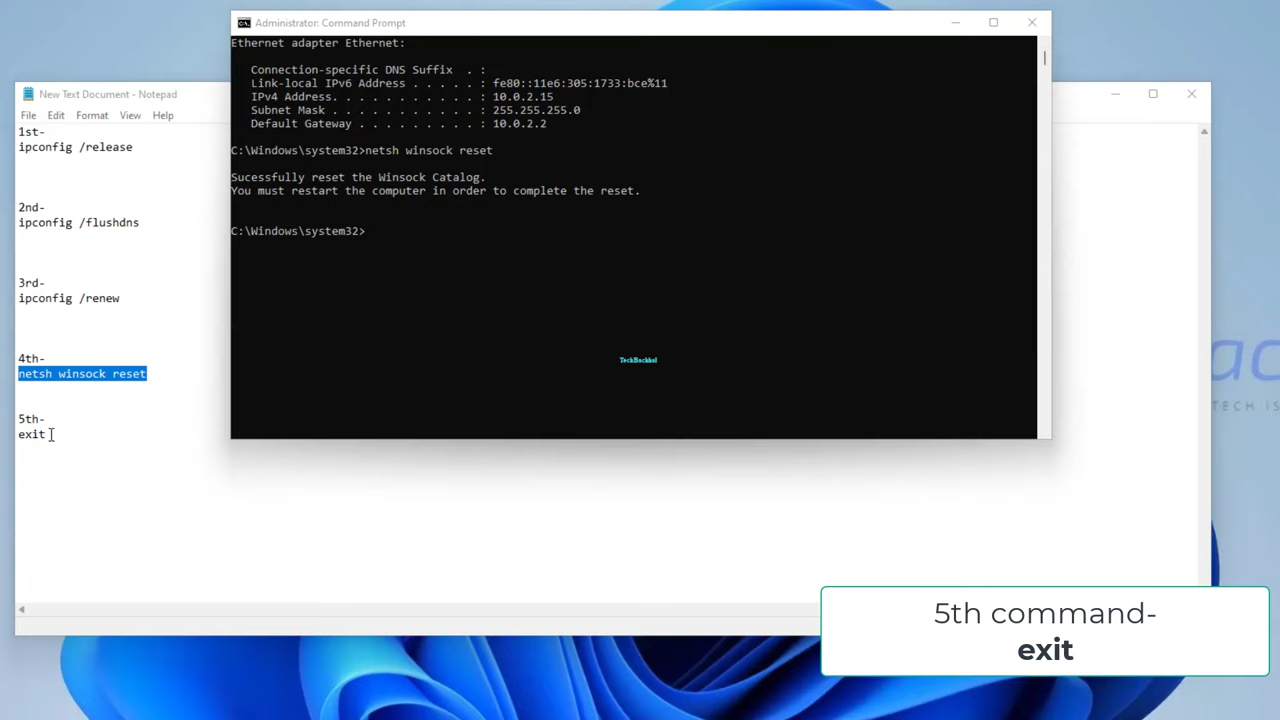 Administrator: Command Prompt
Ethernet adapter Ethernet:
Connection-specific DNS Suffix . :
Link-local IPv6 Address . . . . . : fe80::11e6:305:1733:bce%11
IPv4 Address. . . . . . . . . . . : 10.0.2.15
Subnet Mask . . . . . . . . . . . : 255.255.255.0
Default Gateway . . . . . . . . . : 10.0.2.2
C:\Windows\system32>netsh winsock reset
Sucessfully reset the Winsock Catalog.
You must restart the computer in order to complete the reset.
C:\Windows\system32>
TechBachhal
New Text Document - Notepad
File Edit Format View Help
1st-
ipconfig /release
2nd-
ipconfig /flushdns
3rd-
ipconfig /renew
4th-
netsh winsock reset
5th-
exit
ac
TECH IS
5th command-
exit